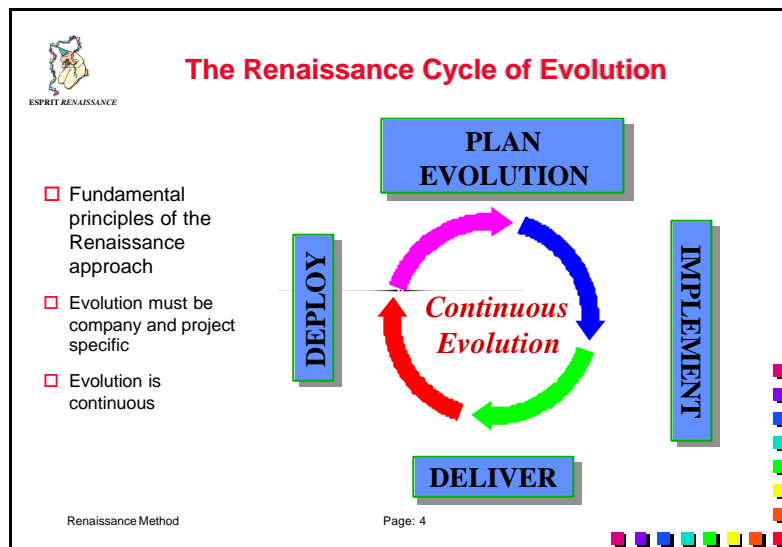 The Renaissance Cycle of Evolution
ESPRIT RENAISSANCE
PLAN
EVOLUTION
Fundamental
principles of the
Renaissance
approach
Evolution must be
company and project
specific
Evolution is
continuous
DEPLOY
Continuous
Evolution
IMPLEMENT
DELIVER
Renaissance Method
Page: 4